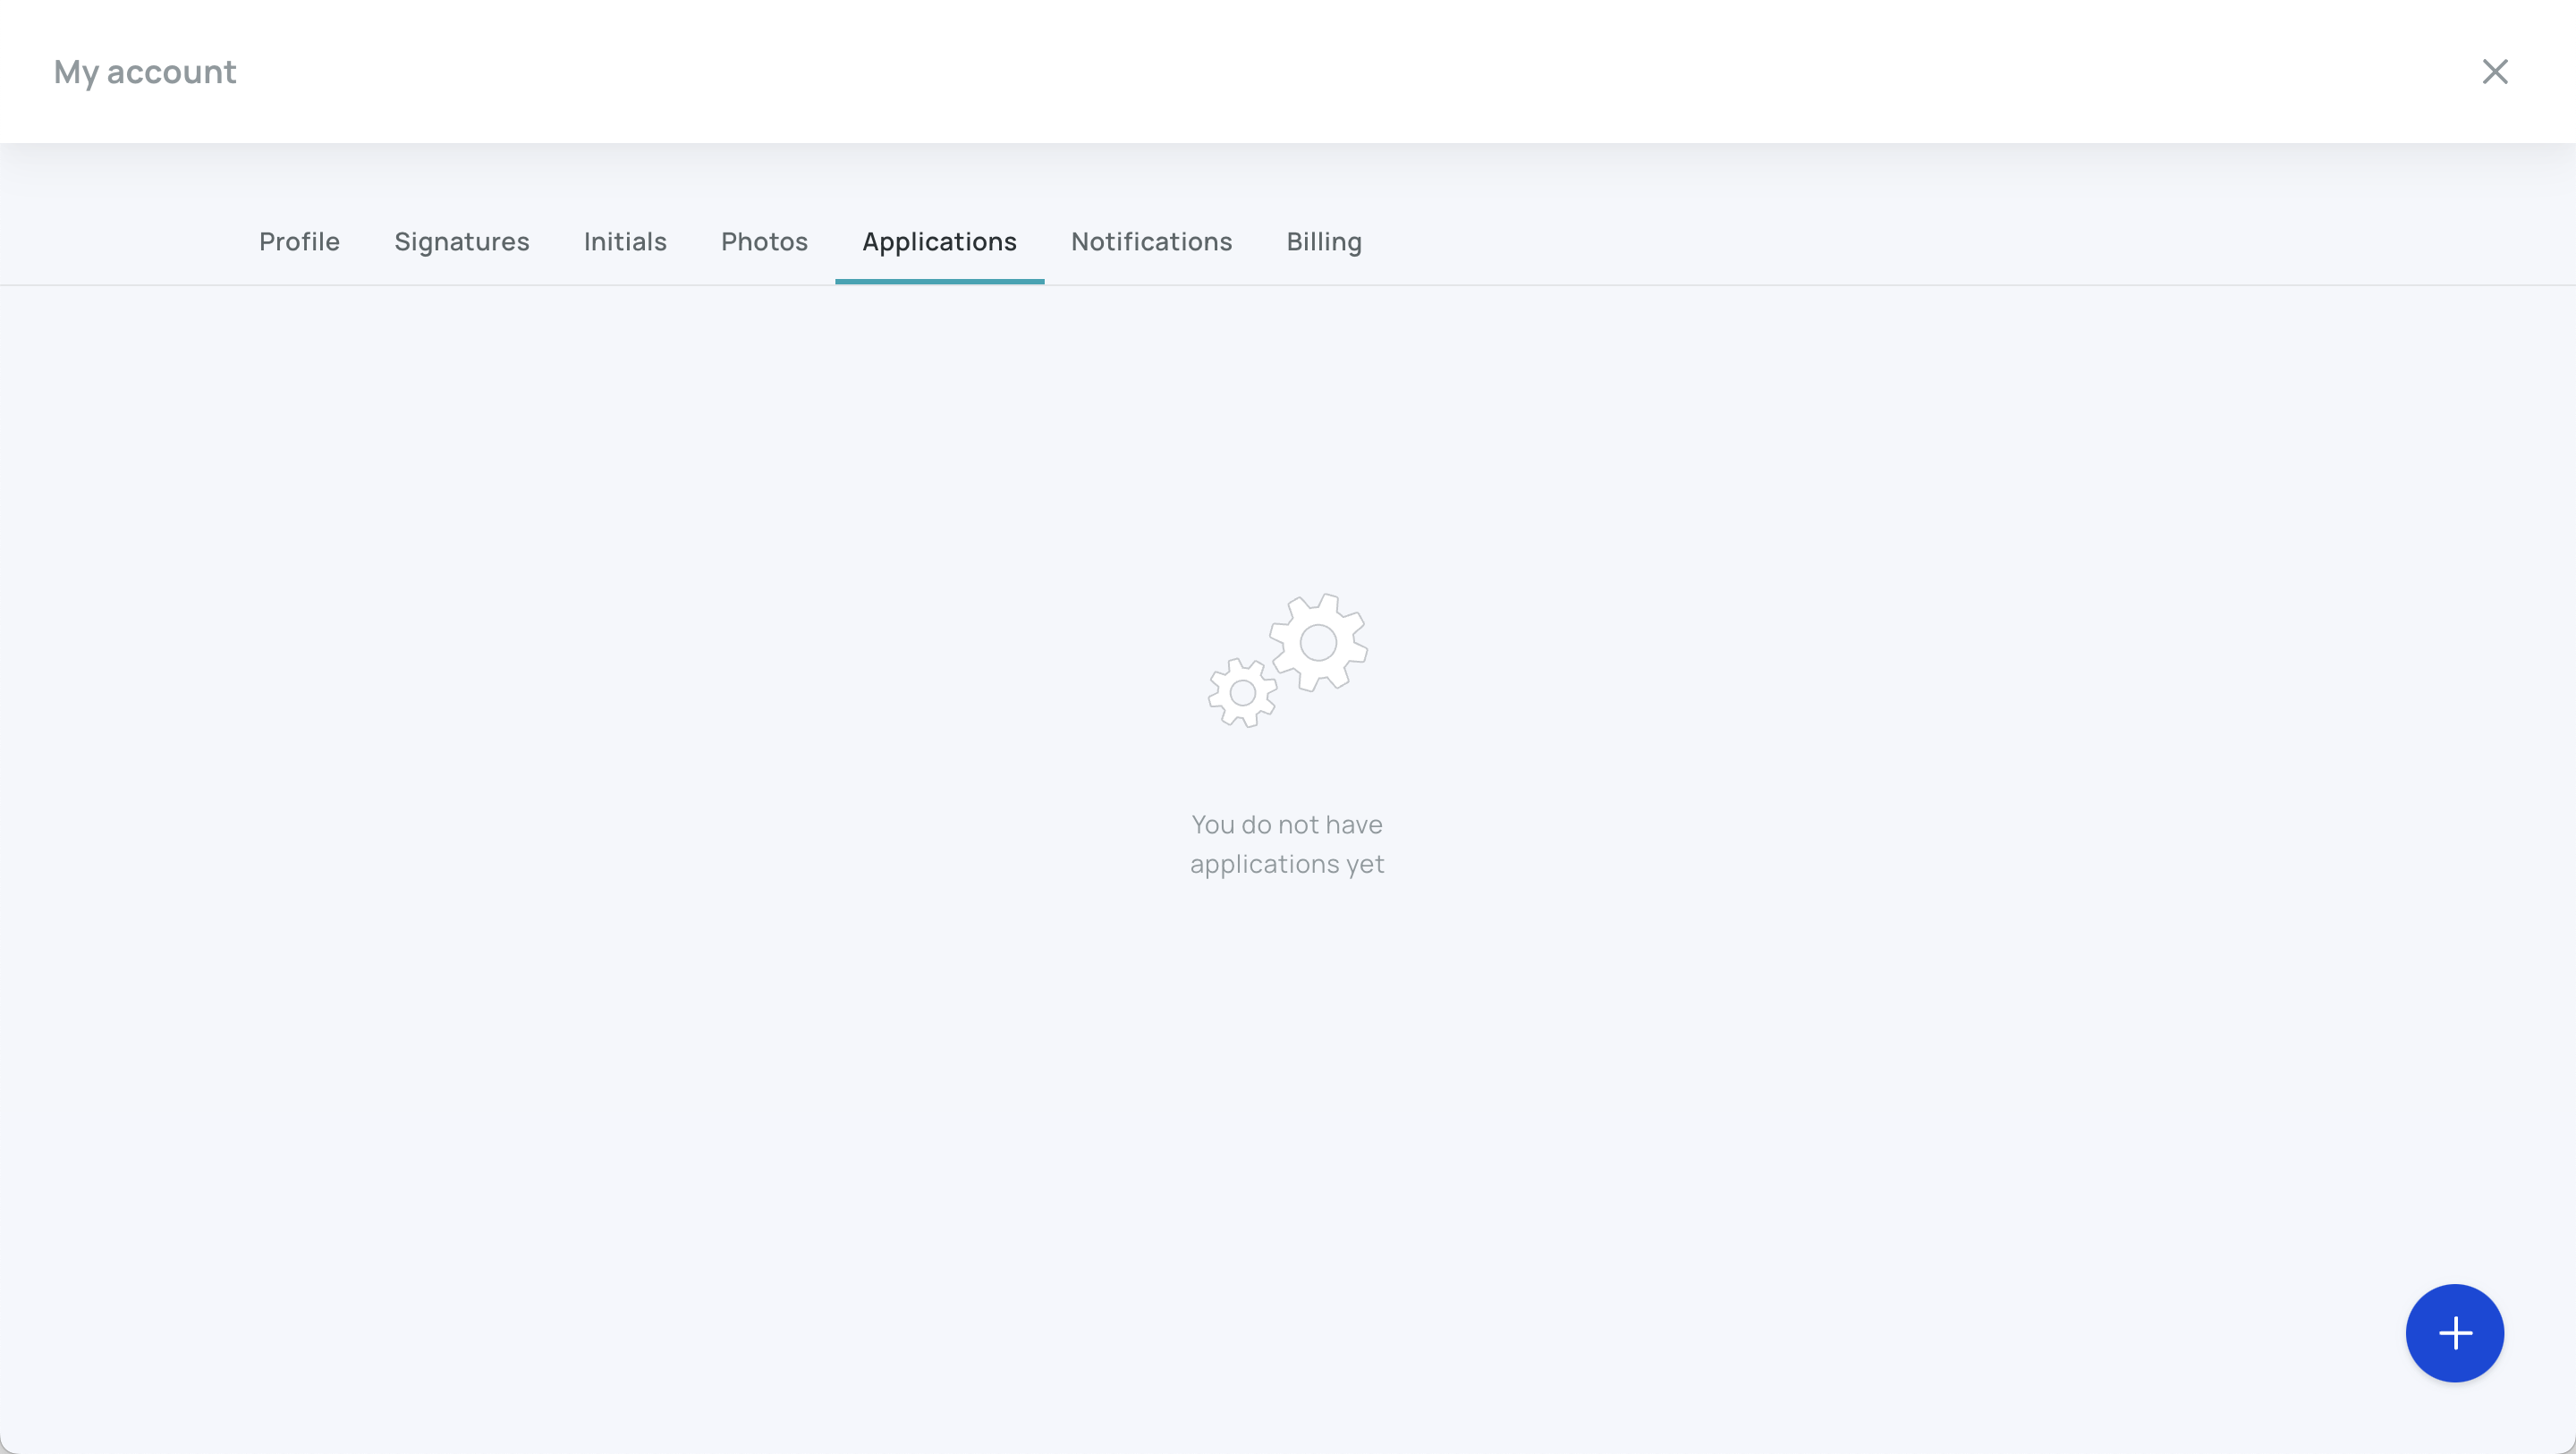 My account
Profile Signatures Initials Photos Applications Notifications Billing
You do not have
applications yet